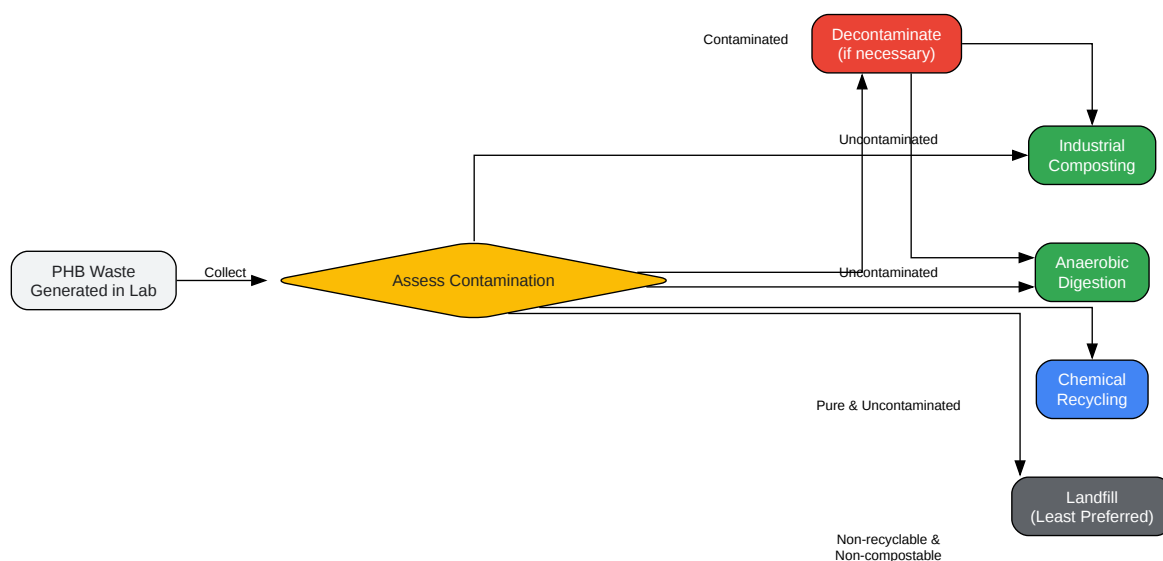 Contaminated
Decontaminate
(if necessary)
Uncontaminated
Industrial
Composting
PHB Waste
Generated in Lab
Collect
Assess Contamination
Uncontaminated
Anaerobic
Digestion
Chemical
Recycling
Pure & Uncontaminated
Landfill
(Least Preferred)
Non-recyclable &
Non-compostable